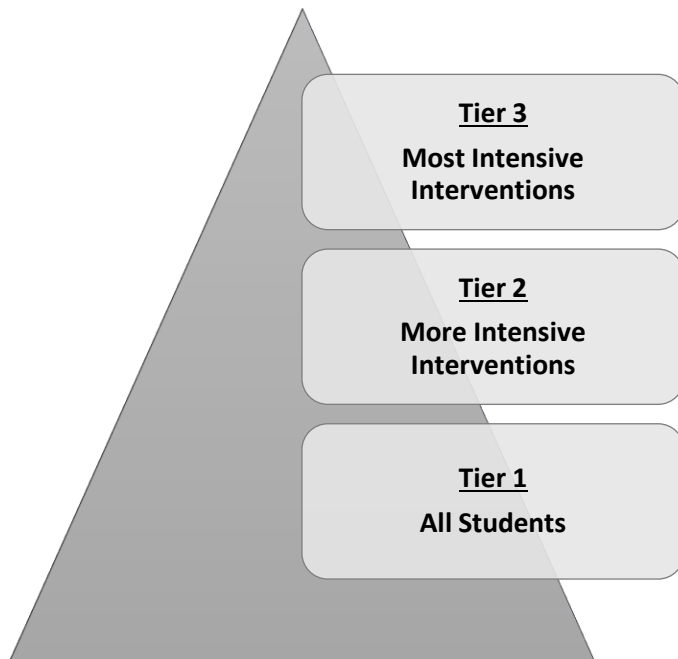 Tier 3
Most Intensive
Interventions
Tier 2
More Intensive
Interventions
Tier 1
All Students